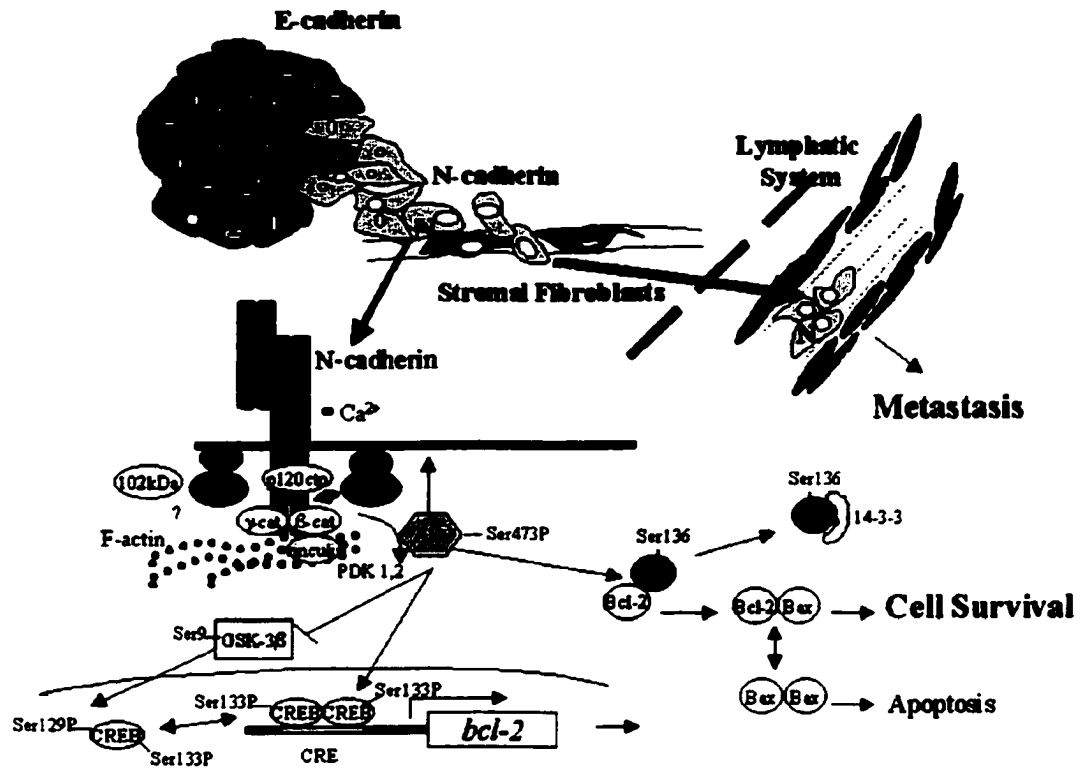 E-cadherin
N-cadherin
Lymphatic
System
N
Stromal Fibroblasts
N
Metastasis
N-cadherin
Ca²⁺
102kDa
?
p120ctn
γ-cat
β-cat
F-actin
PDK 1,2
Ser473P
Ser136
Bcl-2
Ser136
14-3-3
Bcl-2
Bax
Cell Survival
Bax
Bax
Apoptosis
Ser9
GSK-3β
Ser129P
CREB
Ser133P
Ser133P
CREB
CREB
Ser133P
CRE
bcl-2